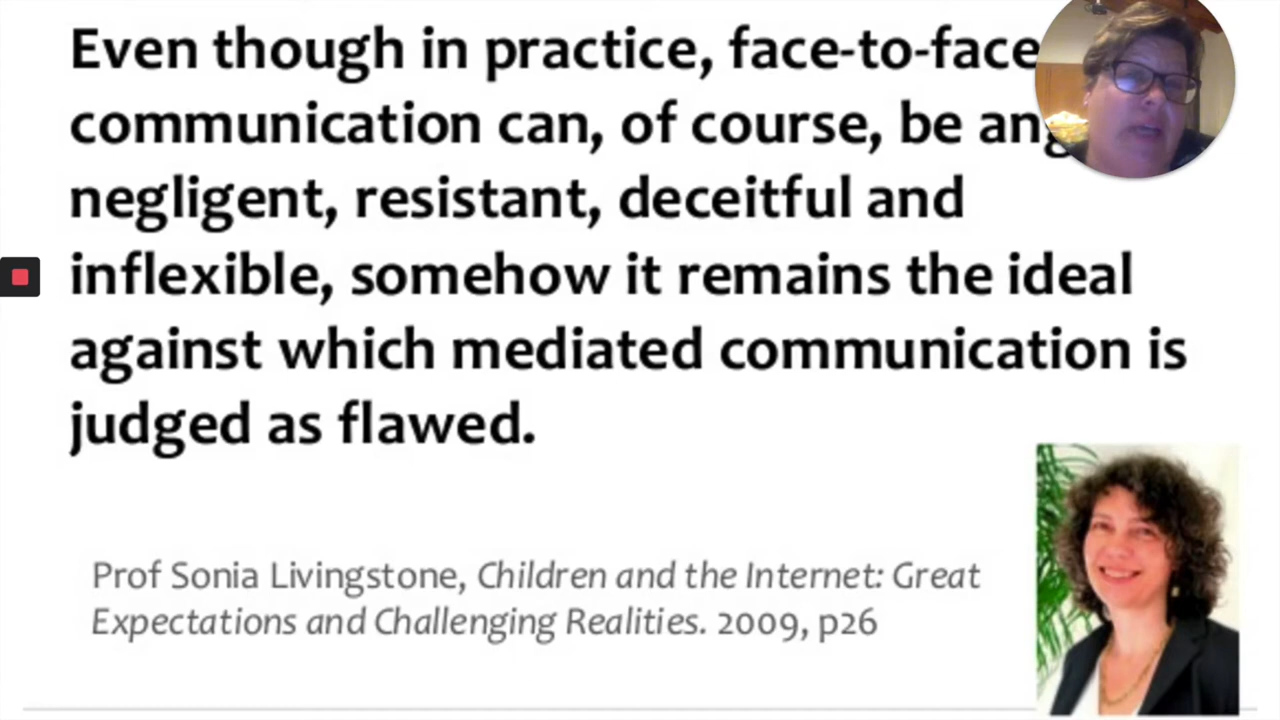 Even though in practice, face-to-face
communication can, of course, be
negligent, resistant, deceitful and
inflexible, somehow it remains the ideal
against which mediated communication is
judged as flawed.
Prof Sonia Livingstone, Children and the Internet: Great
Expectations and Challenging Realities. 2009, p26